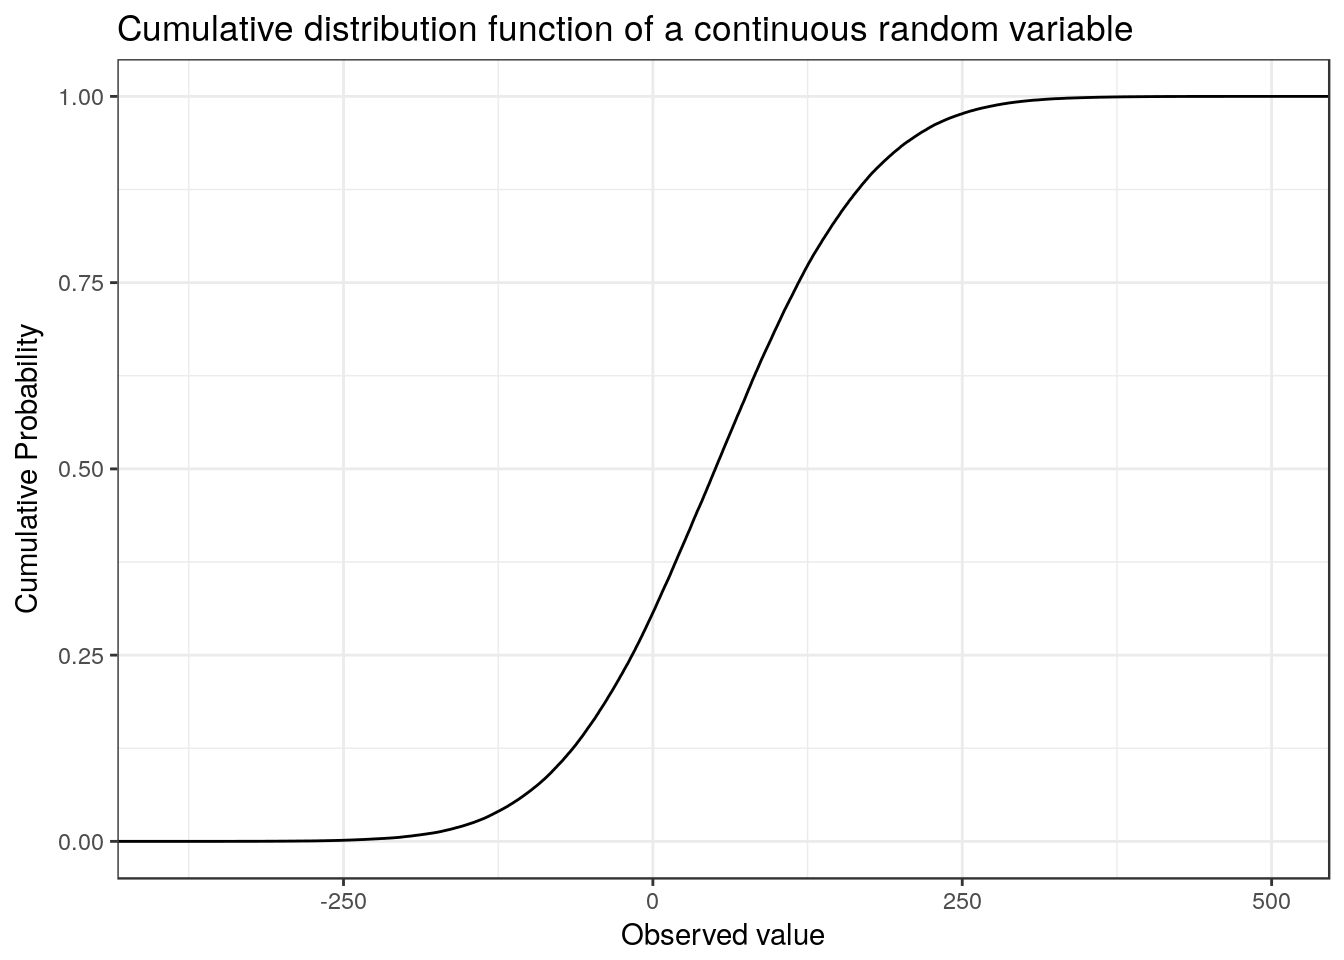 Cumulative distribution function of a continuous random variable
1.00
0.75
0.50
0.25
0.00
Cumulative Probability
-250 0 250 500
Observed value